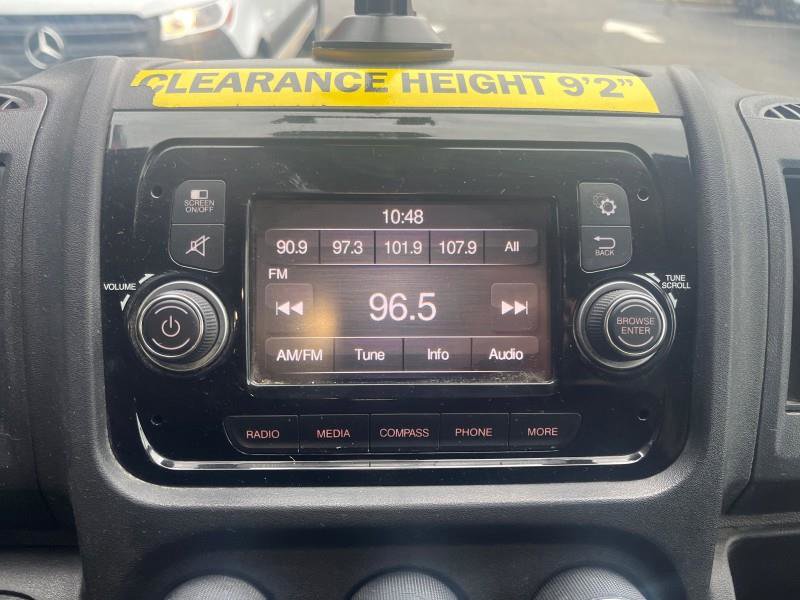 CLEARANCE HEIGHT 9'2"
SCREEN
ON/OFF
10:48
90.9 97.3 101.9 107.9 All
FM
96.5
AM/FM Tune Info Audio
BACK
VOLUME
TUNE
SCROLL
BROWSE
ENTER
RADIO MEDIA COMPASS PHONE MORE